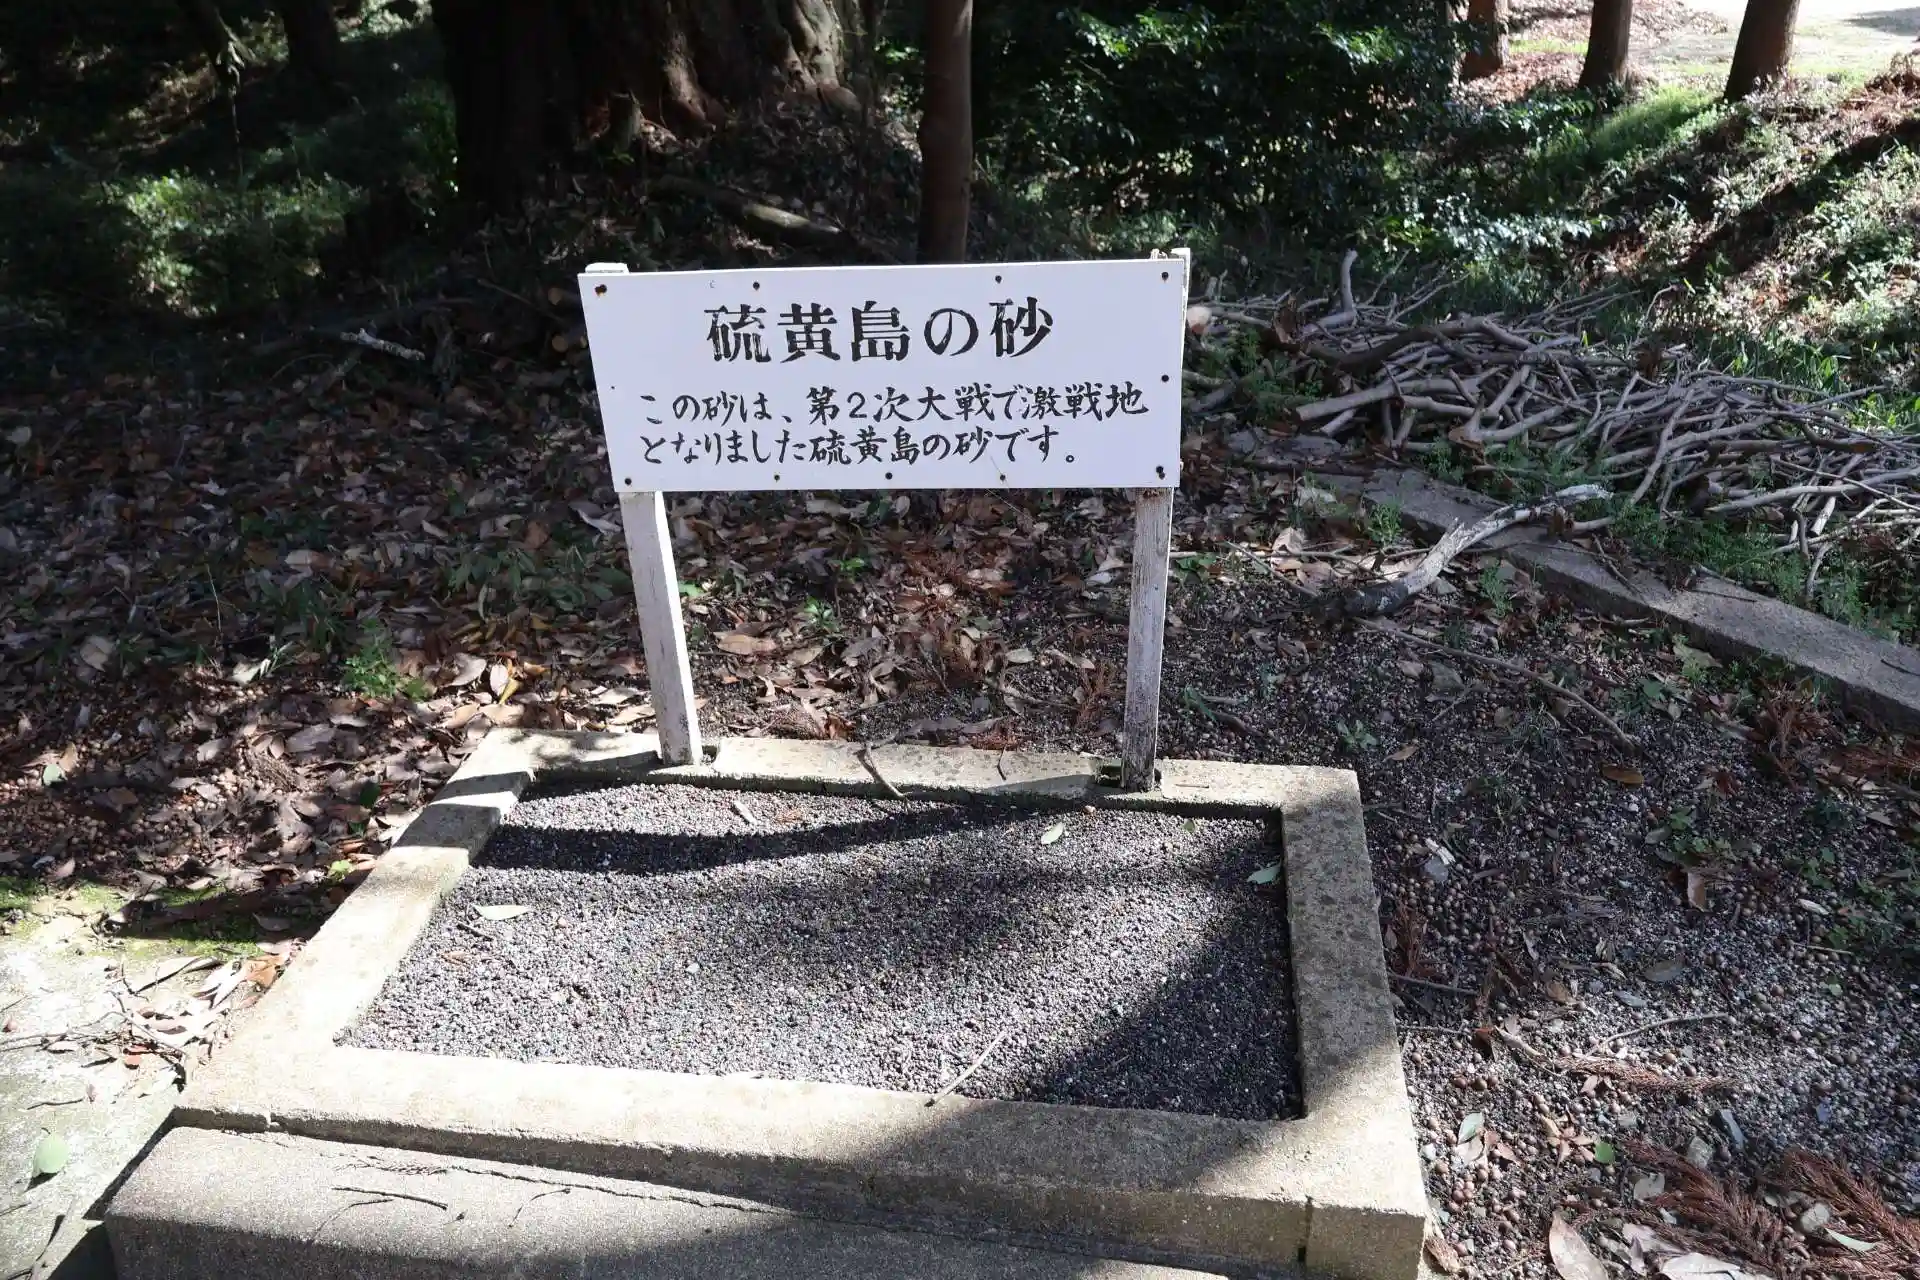 硫黄島の砂
この砂は、第2次大戦で激戦地
となりました硫黄島の砂です。